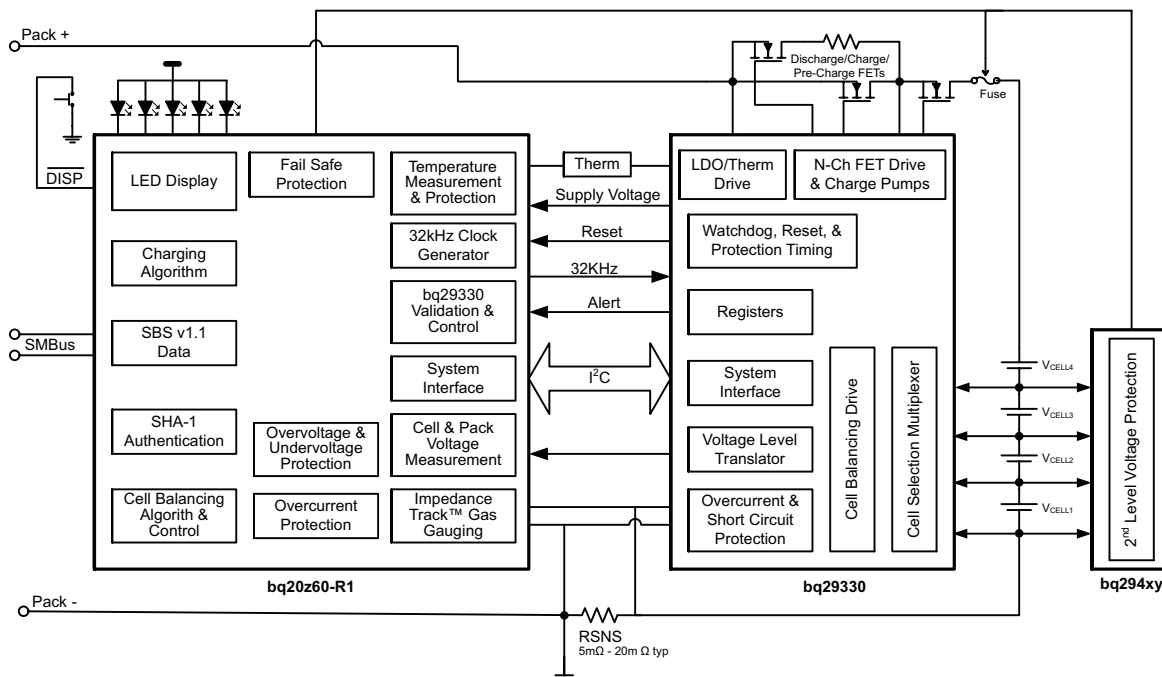 Pack +
Discharge/Charge/
Pre-Charge FETs
Fuse
DISP
LED Display
Fail Safe
Protection
Temperature
Measurement
& Protection
Therm
LDO/Therm
Drive
N-Ch FET Drive
& Charge Pumps
Supply Voltage
Charging
Algorithm
32kHz Clock
Generator
Reset
Watchdog, Reset, &
Protection Timing
32KHz
bq29330
Validation &
Control
Alert
Registers
SMBus
SBS v1.1
Data
System
Interface
I²C
System
Interface
Cell Balancing Drive
Cell Selection Multiplexer
VCELL4
VCELL3
VCELL2
VCELL1
2nd Level Voltage Protection
SHA-1
Authentication
Overvoltage &
Undervoltage
Protection
Cell & Pack
Voltage
Measurement
Voltage Level
Translator
Cell Balancing
Algorith &
Control
Overcurrent
Protection
Impedance
Track™ Gas
Gauging
Overcurrent &
Short Circuit
Protection
bq20z60-R1
bq29330
bq294xy
Pack -
RSNS
5mΩ - 20m Ω typ